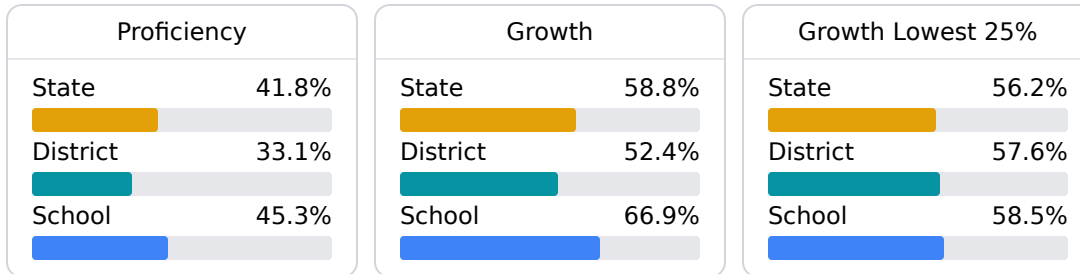 Proficiency
State 41.8%
District 33.1%
School 45.3%
Growth
State 58.8%
District 52.4%
School 66.9%
Growth Lowest 25%
State 56.2%
District 57.6%
School 58.5%